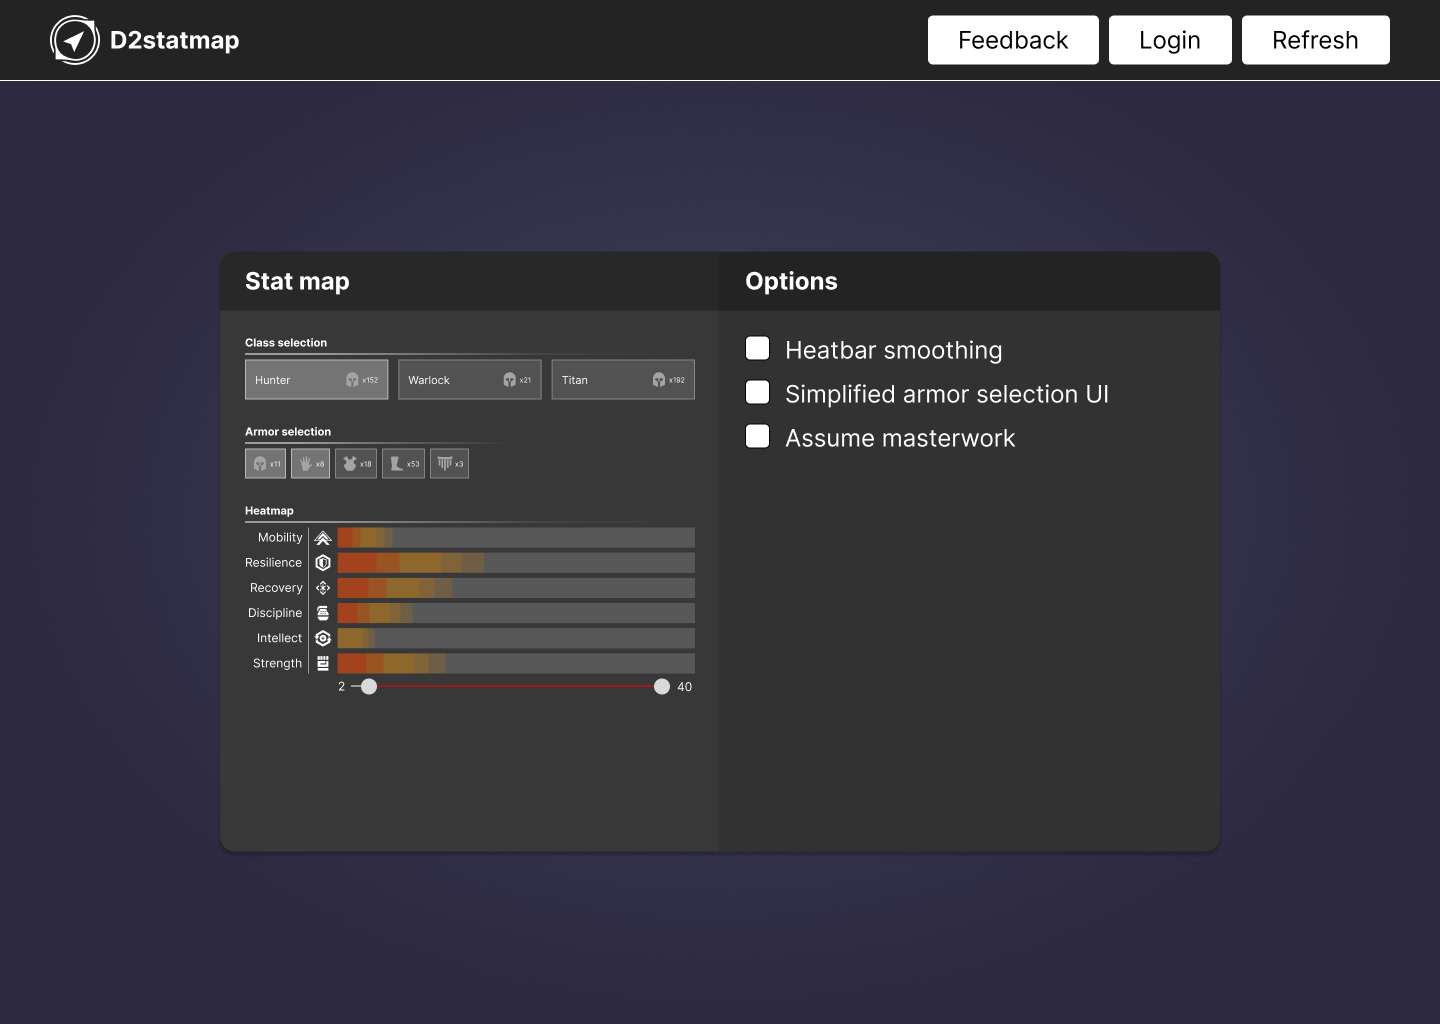 D2statmap
Feedback
Login
Refresh
Stat map
Class selection
Hunter x152
Warlock x21
Titan x192
Armor selection
x11
x8
x18
x53
x3
Heatmap
Mobility
Resilience
Recovery
Discipline
Intellect
Strength
2
40
Options
Heatbar smoothing
Simplified armor selection UI
Assume masterwork